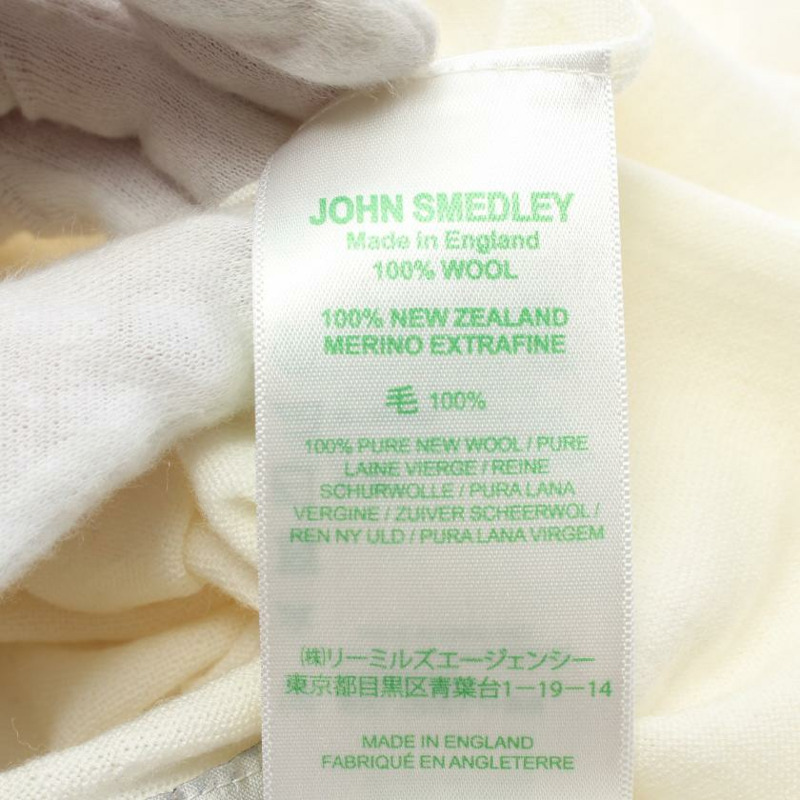 JOHN SMEDLEY
Made in England
100% WOOL
100% NEW ZEALAND
MERINO EXTRAFINE
毛 100%
100% PURE NEW WOOL / PURE
LAINE VIERGE / REINE
SCHURWOLLE / PURA LANA
VERGINE / ZUIVER SCHEERWOL /
REN NY ULD / PURA LANA VIRGEM
㈱リーミルズエージェンシー
東京都目黒区青葉台1-19-14
MADE IN ENGLAND
FABRIQUÉ EN ANGLETERRE